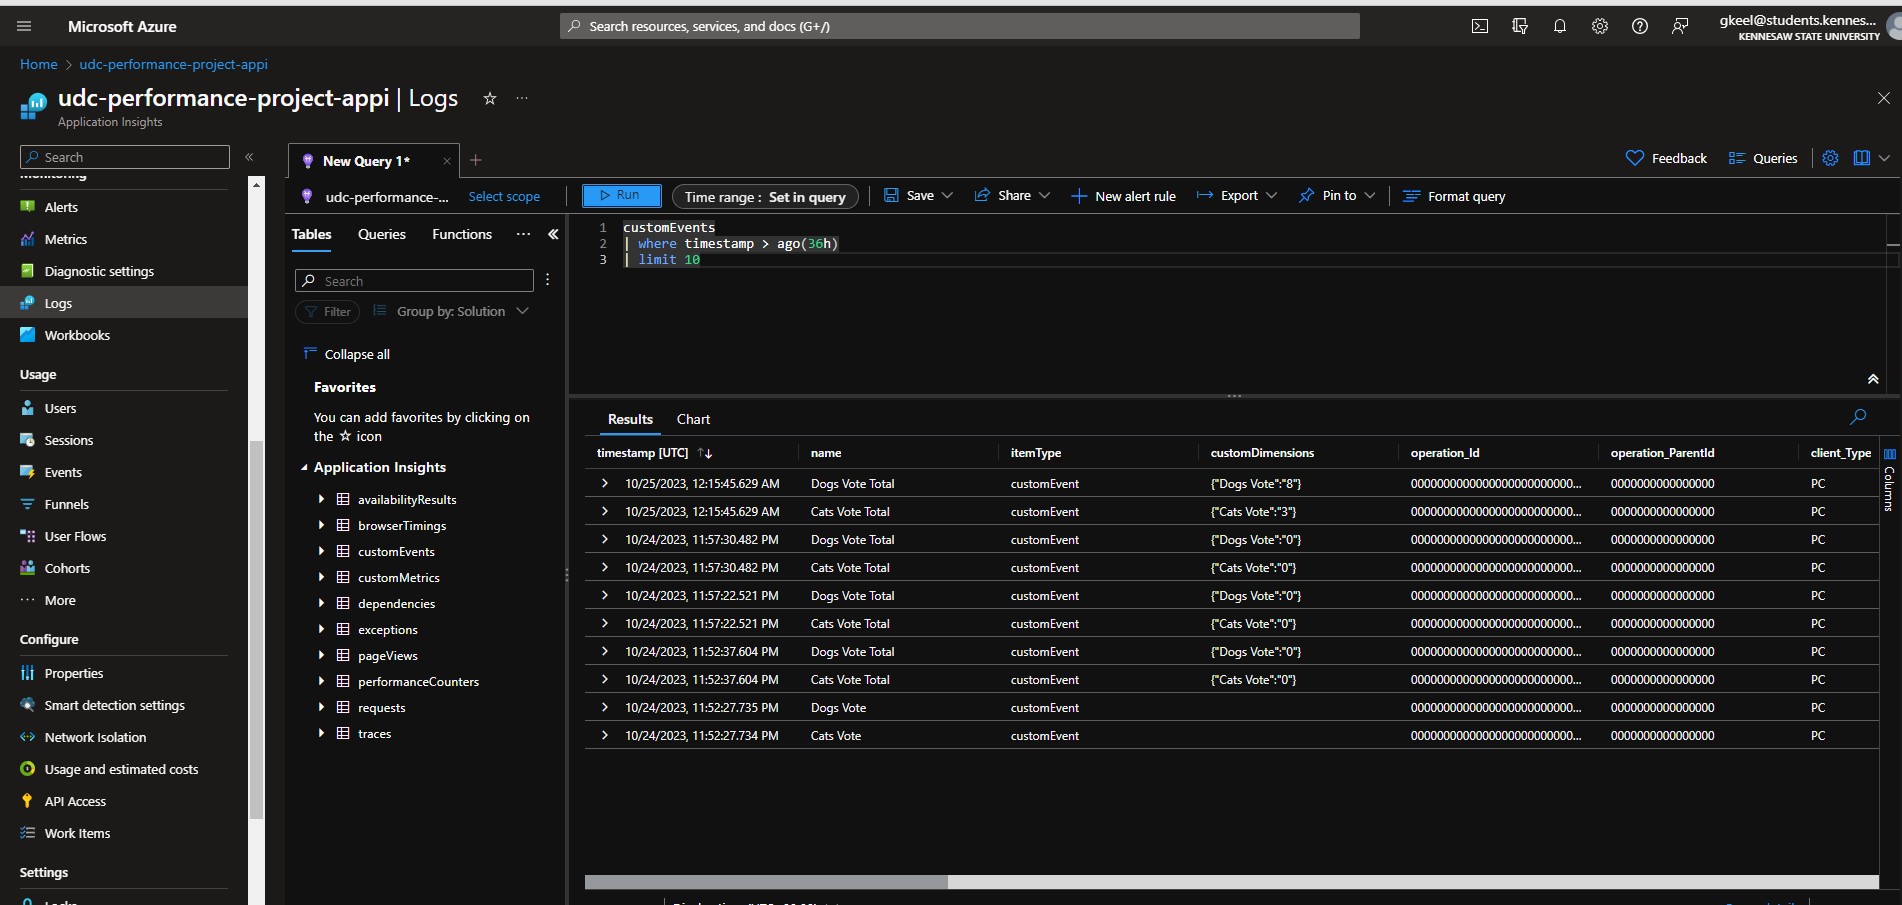 Microsoft Azure
Search resources, services, and docs (G+/)
gkeel@students.kennes...
KENNESAW STATE UNIVERSITY
Home > udc-performance-project-appi
udc-performance-project-appi | Logs
Application Insights
Search
Monitoring
Alerts
Metrics
Diagnostic settings
Logs
Workbooks
Usage
Users
Sessions
Events
Funnels
User Flows
Cohorts
More
Configure
Properties
Smart detection settings
Network Isolation
Usage and estimated costs
API Access
Work Items
Settings
Locks
New Query 1*
Feedback
Queries
udc-performance-...
Select scope
Run
Time range : Set in query
Save
Share
New alert rule
Export
Pin to
Format query
Tables Queries Functions
Search
Filter
Group by: Solution
Collapse all
Favorites
You can add favorites by clicking on
the ☆ icon
Application Insights
availabilityResults
browserTimings
customEvents
customMetrics
dependencies
exceptions
pageViews
performanceCounters
requests
traces
1 customEvents
2 | where timestamp > ago(36h)
3 | limit 10
Results Chart
timestamp [UTC] name itemType customDimensions operation_Id operation_ParentId client_Type
10/25/2023, 12:15:45.629 AM Dogs Vote Total customEvent {"Dogs Vote":"8"} 00000000000000000000000000... 0000000000000000 PC
10/25/2023, 12:15:45.629 AM Cats Vote Total customEvent {"Cats Vote":"3"} 00000000000000000000000000... 0000000000000000 PC
10/24/2023, 11:57:30.482 PM Dogs Vote Total customEvent {"Dogs Vote":"0"} 00000000000000000000000000... 0000000000000000 PC
10/24/2023, 11:57:30.482 PM Cats Vote Total customEvent {"Cats Vote":"0"} 00000000000000000000000000... 0000000000000000 PC
10/24/2023, 11:57:22.521 PM Dogs Vote Total customEvent {"Dogs Vote":"0"} 00000000000000000000000000... 0000000000000000 PC
10/24/2023, 11:57:22.521 PM Cats Vote Total customEvent {"Cats Vote":"0"} 00000000000000000000000000... 0000000000000000 PC
10/24/2023, 11:52:37.604 PM Dogs Vote Total customEvent {"Dogs Vote":"0"} 00000000000000000000000000... 0000000000000000 PC
10/24/2023, 11:52:37.604 PM Cats Vote Total customEvent {"Cats Vote":"0"} 00000000000000000000000000... 0000000000000000 PC
10/24/2023, 11:52:27.735 PM Dogs Vote customEvent 00000000000000000000000000... 0000000000000000 PC
10/24/2023, 11:52:27.734 PM Cats Vote customEvent 00000000000000000000000000... 0000000000000000 PC
Columns